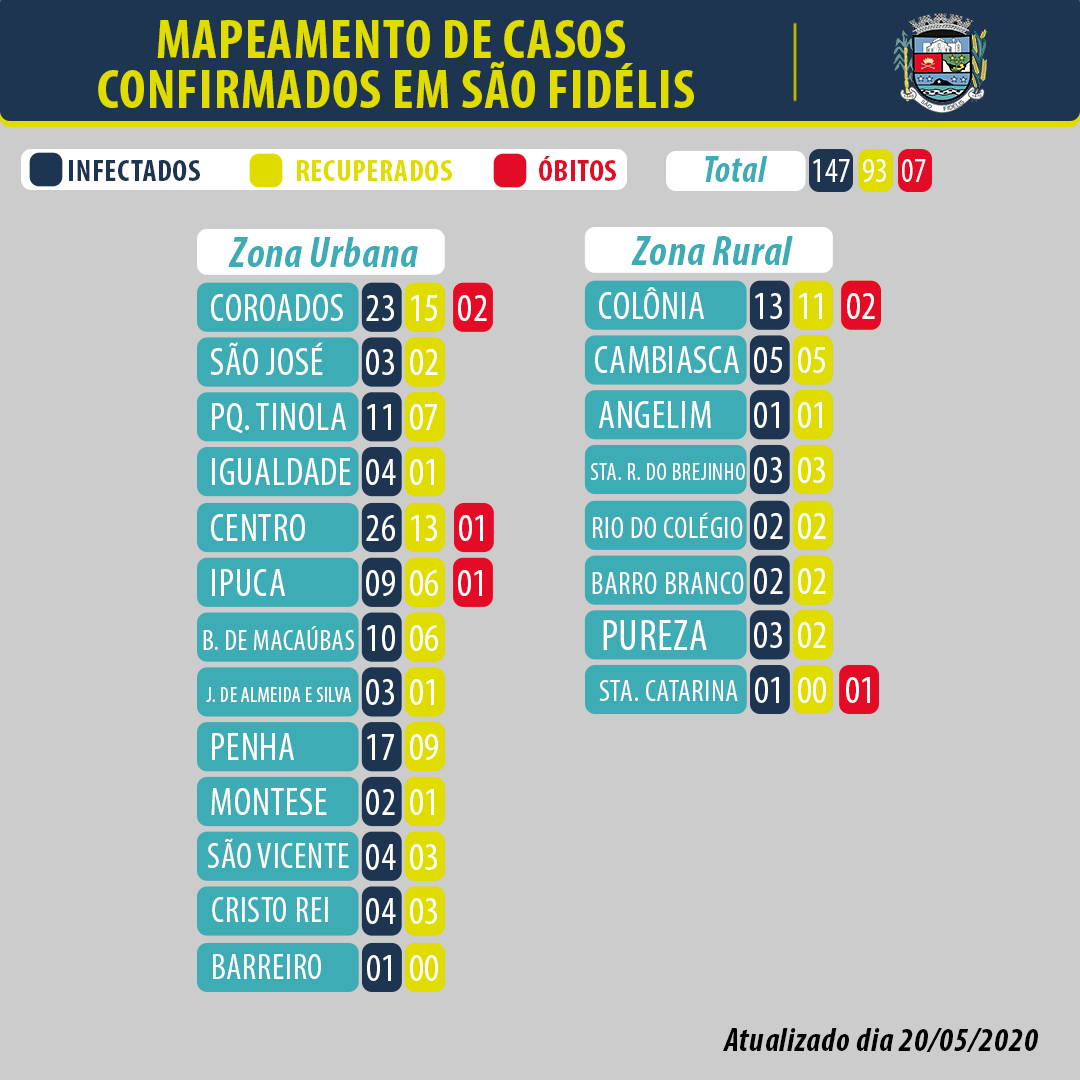 MAPEAMENTO DE CASOS
CONFIRMADOS EM SÃO FIDÉLIS
SÃO FIDÉLIS
INFECTADOS RECUPERADOS ÓBITOS
Total 147 93 07
Zona Urbana
COROADOS 23 15 02
SÃO JOSÉ 03 02
PQ. TINOLA 11 07
IGUALDADE 04 01
CENTRO 26 13 01
IPUCA 09 06 01
B. DE MACAÚBAS 10 06
J. DE ALMEIDA E SILVA 03 01
PENHA 17 09
MONTESE 02 01
SÃO VICENTE 04 03
CRISTO REI 04 03
BARREIRO 01 00
Zona Rural
COLÔNIA 13 11 02
CAMBIASCA 05 05
ANGELIM 01 01
STA. R. DO BREJINHO 03 03
RIO DO COLÉGIO 02 02
BARRO BRANCO 02 02
PUREZA 03 02
STA. CATARINA 01 00 01
Atualizado dia 20/05/2020